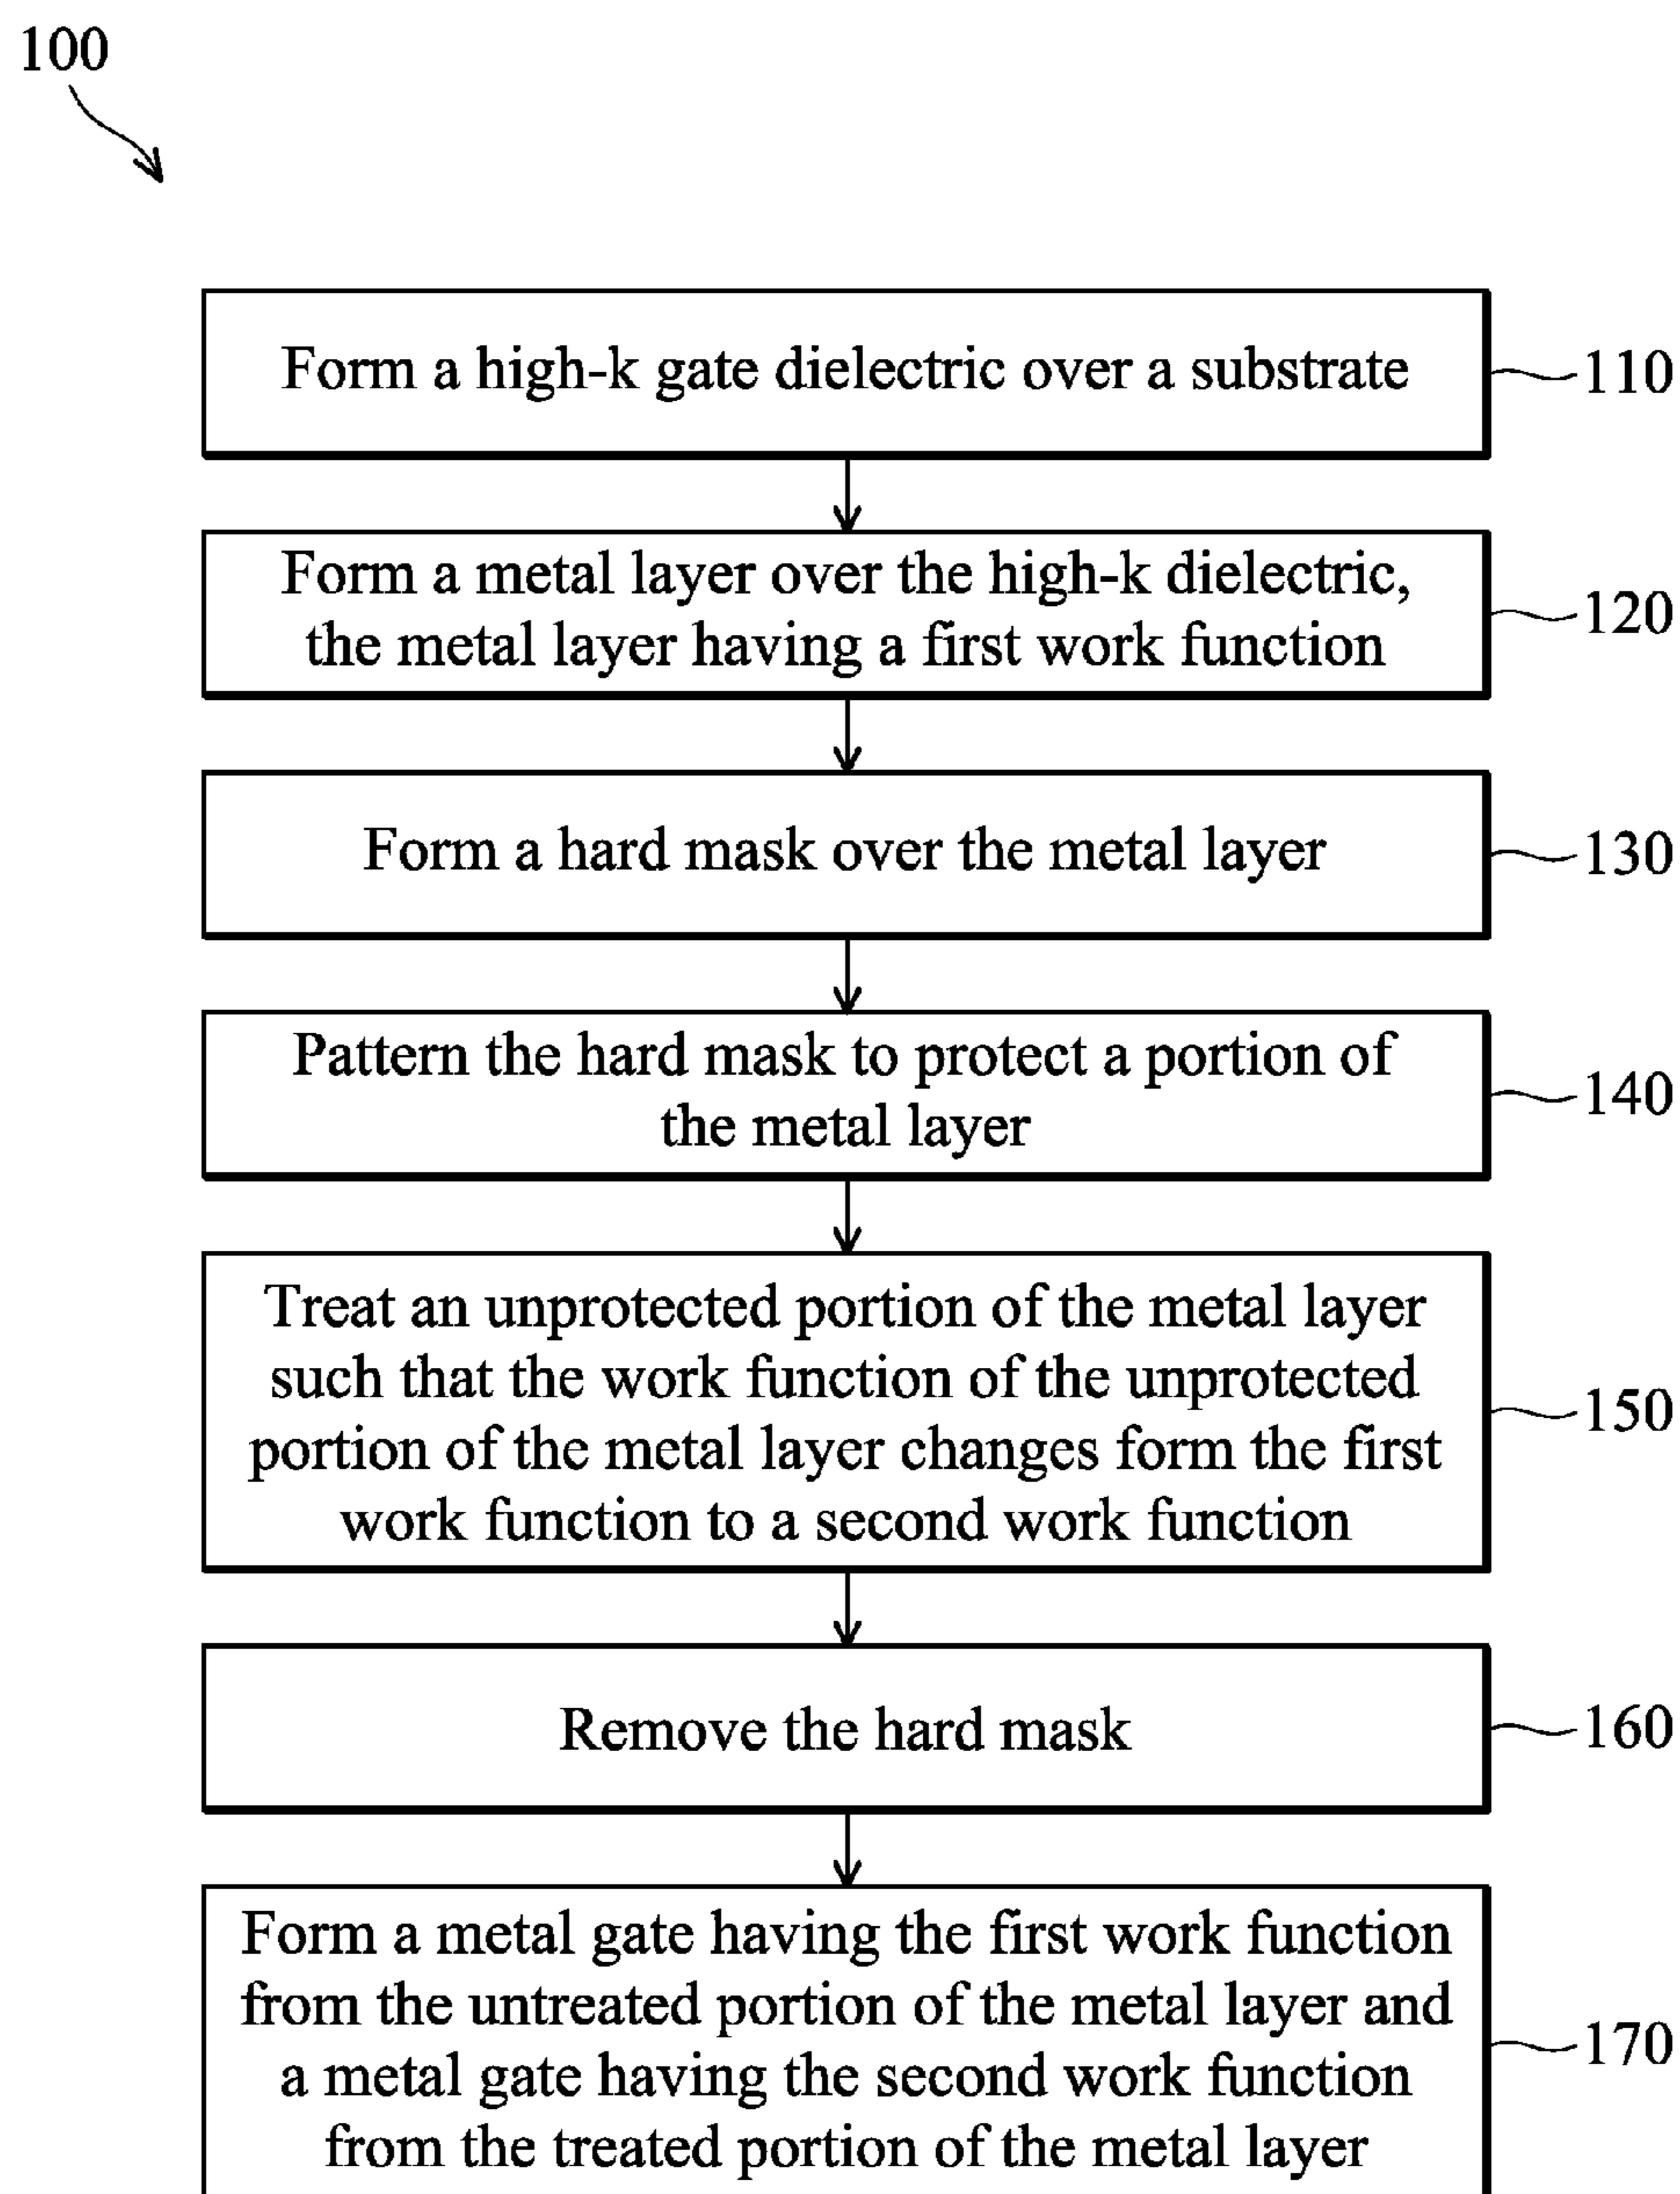 100
Form a high-k gate dielectric over a substrate
110
Form a metal layer over the high-k dielectric,
the metal layer having a first work function
120
Form a hard mask over the metal layer
130
Pattern the hard mask to protect a portion of
the metal layer
140
Treat an unprotected portion of the metal layer
such that the work function of the unprotected
portion of the metal layer changes form the first
work function to a second work function
150
Remove the hard mask
160
Form a metal gate having the first work function
from the untreated portion of the metal layer and
a metal gate having the second work function
from the treated portion of the metal layer
170